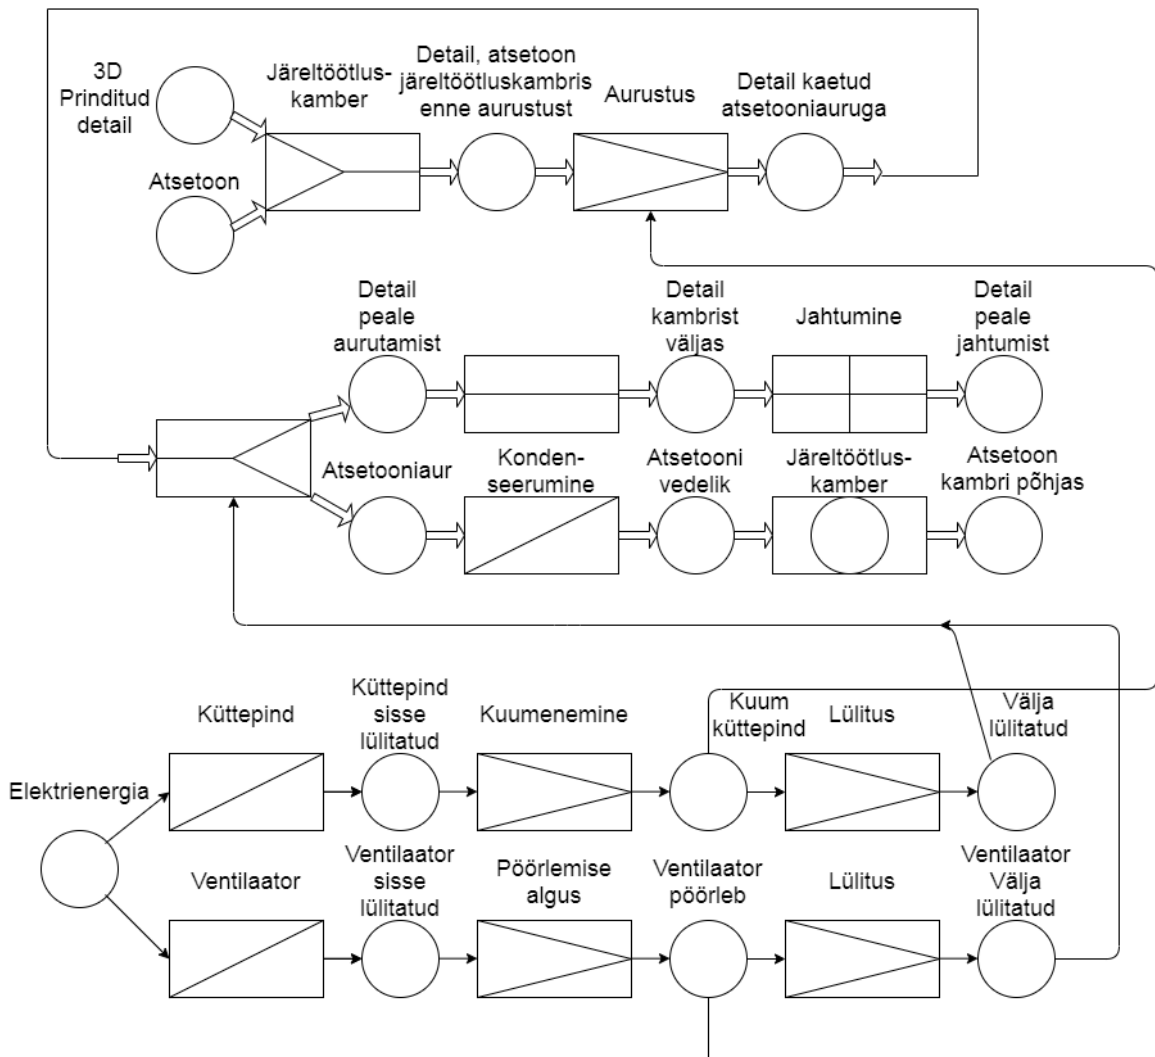 3D
Prinditud
detail
Järeltöötlus-
kamber
Detail, atsetoon
järeltöötluskambris
enne aurustust
Aurustus
Detail kaetud
atsetooniauruga
Atsetoon
Detail
peale
aurutamist
Detail
kambrist
väljas
Jahtumine
Detail
peale
jahtumist
Atsetooniaur
Konden-
seerumine
Atsetooni
vedelik
Järeltöötlus-
kamber
Atsetoon
kambri põhjas
Küttepind
Küttepind
sisse
lülitatud
Kuumenemine
Kuum
küttepind
Lülitus
Välja
lülitatud
Elektrienergia
Ventilaator
Ventilaator
sisse
lülitatud
Pöörlemise
algus
Ventilaator
pöörleb
Lülitus
Ventilaator
Välja
lülitatud